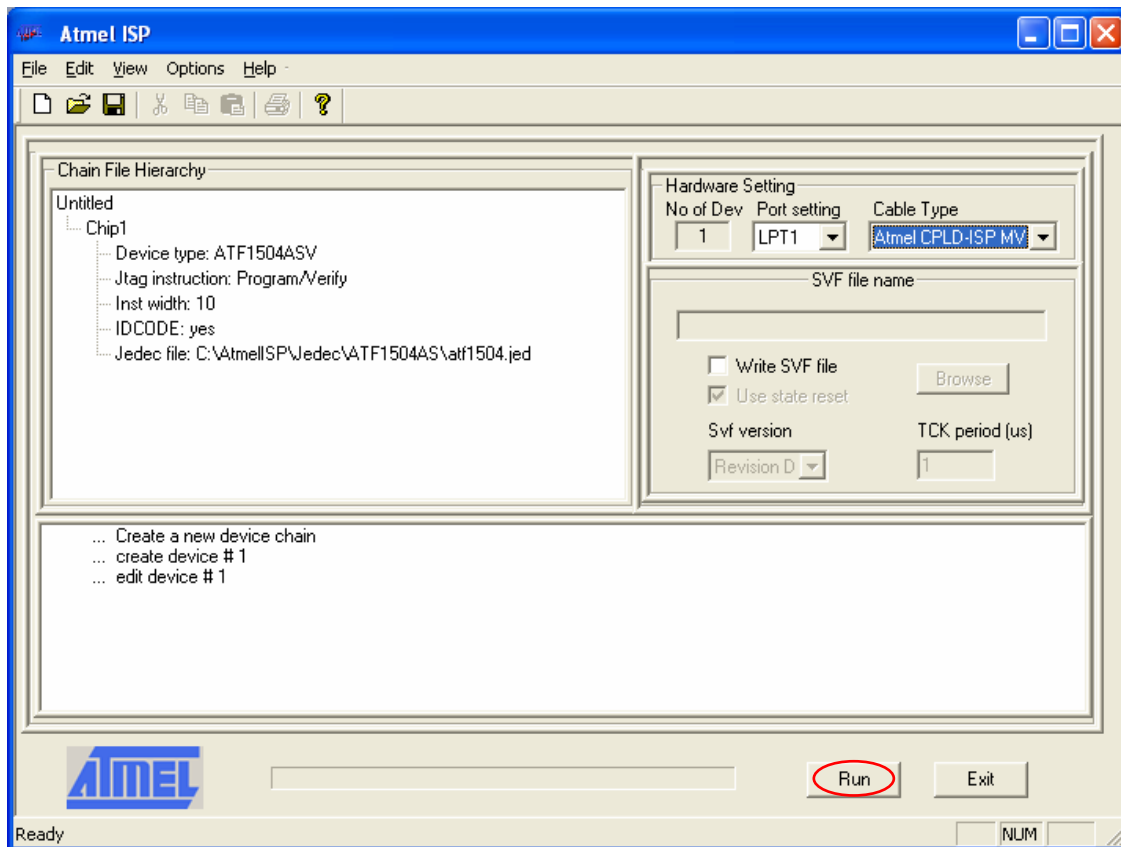 Atmel ISP
File Edit View Options Help
Chain File Hierarchy
Untitled
Chip1
Device type: ATF1504ASV
Jtag instruction: Program/Verify
Inst width: 10
IDCODE: yes
Jedec file: C:\AtmelISP\Jedec\ATF1504AS\atf1504.jed
Hardware Setting
No of Dev Port setting Cable Type
1 LPT1 Atmel CPLD-ISP MV
SVF file name
Write SVF file
Browse
Use state reset
Svf version TCK period (us)
Revision D 1
... Create a new device chain
... create device # 1
... edit device # 1
ATMEL
Run Exit
Ready NUM